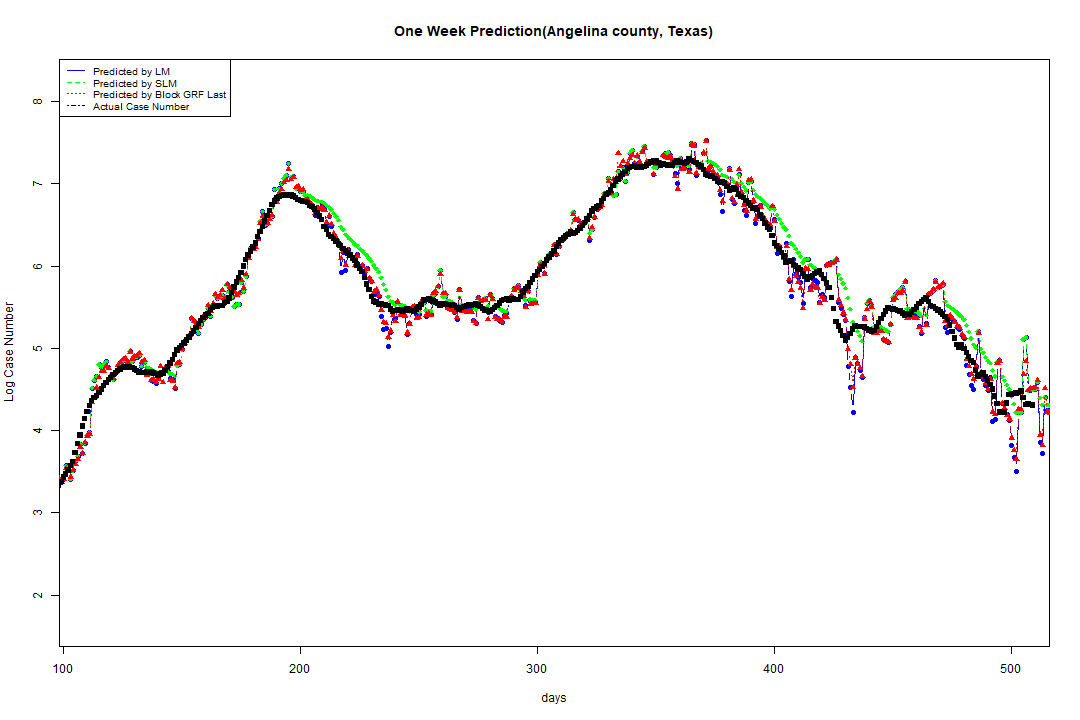 One Week Prediction(Angelina county, Texas)
Predicted by LM
Predicted by SLM
Predicted by Block GRF Last
Actual Case Number
8
7
6
5
4
3
2
Log Case Number
100 200 300 400 500
days